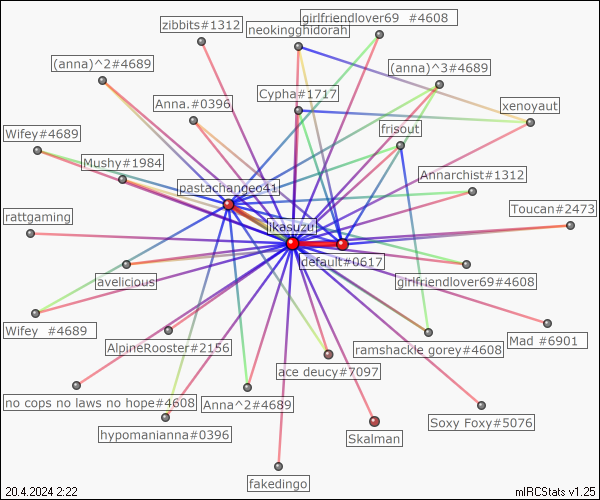 girlfriendlover69  #4608
zibbits#1312
neokingghidorah
(anna)^2#4689
(anna)^3#4689
Cypha#1717
Anna.#0396
xenoyaut
Wifey#4689
frisout
Mushy#1984
Annarchist#1312
pastachangeo41
Toucan#2473
rattgaming
ikasuzu
default#0617
avelicious
girlfriendlover69#4608
Wifey  #4689
Mad #6901
AlpineRooster#2156
ramshackle gorey#4608
ace deucy#7097
no cops no laws no hope#4608
Anna^2#4689
Soxy Foxy#5076
hypomanianna#0396
Skalman
fakedingo
20.4.2024 2:22
mIRCStats v1.25